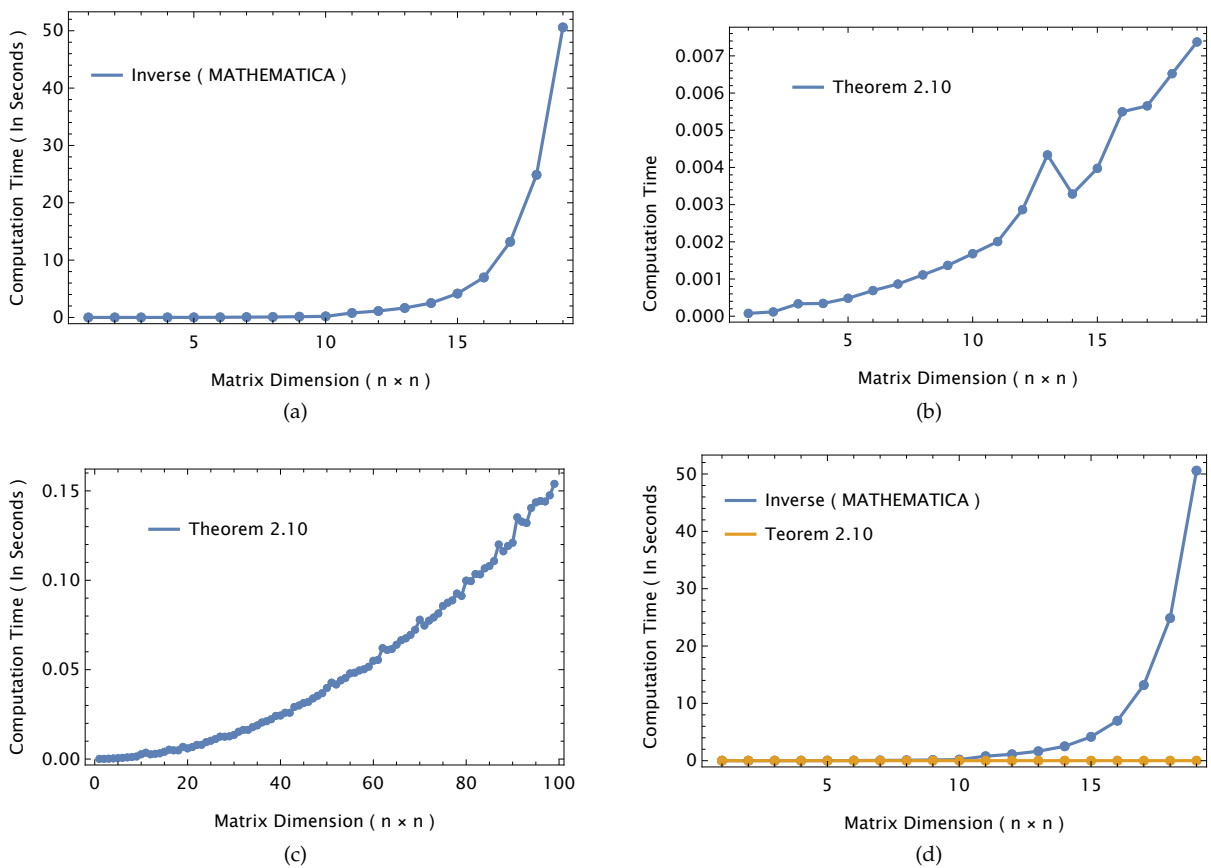 Computation Time ( In Seconds )
50
40
30
20
10
0
Inverse ( MATHEMATICA )
5
10
15
Matrix Dimension ( n × n )
(a)
Computation Time
0.007
0.006
0.005
0.004
0.003
0.002
0.001
0.000
Theorem 2.10
5
10
15
Matrix Dimension ( n × n )
(b)
Computation Time ( In Seconds )
0.15
0.10
0.05
0.00
Theorem 2.10
0
20
40
60
80
100
Matrix Dimension ( n × n )
(c)
Computation Time ( In Seconds
50
40
30
20
10
0
Inverse ( MATHEMATICA )
Teorem 2.10
5
10
15
Matrix Dimension ( n × n )
(d)